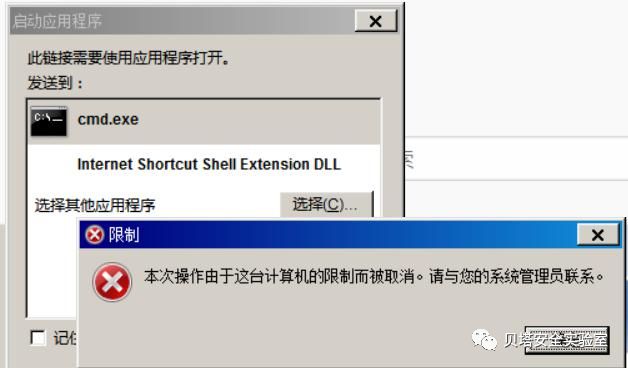 启动应用程序
此链接需要使用应用程序打开。
发送到：
C:\
cmd.exe
Internet Shortcut Shell Extension DLL
索
选择其他应用程序
选择(C)...
限制
本次操作由于这台计算机的限制而被取消。请与您的系统管理员联系。
记住
贝塔安全实验室